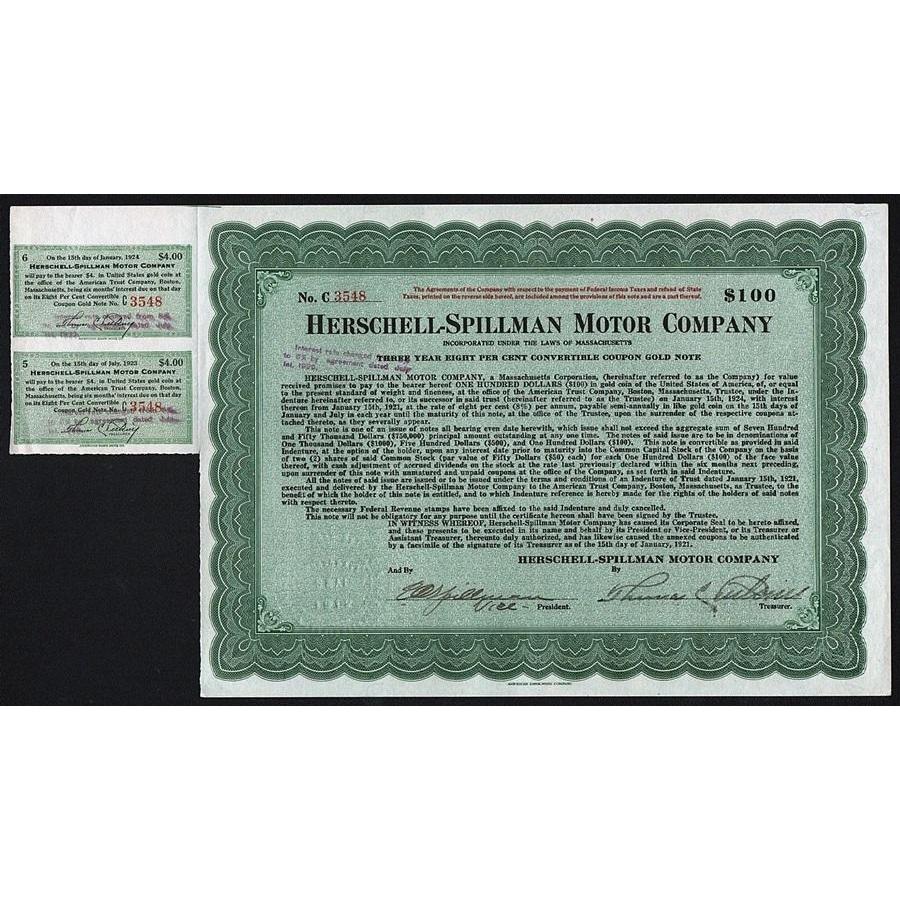 6 On the 15th day of January, 1924 $4.00
HERSCHELL-SPILLMAN MOTOR COMPANY
will pay to the bearer $4. in United States gold coin at
the office of the American Trust Company, Boston,
Massachusetts, being six months' interest due on that day
on its Eight Per Cent Convertible
Coupon Gold Note No. C 3548
5 On the 15th day of July, 1923 $4.00
HERSCHELL-SPILLMAN MOTOR COMPANY
will pay to the bearer $4. in United States gold coin at
the office of the American Trust Company, Boston,
Massachusetts, being six months' interest due on that day
on its Eight Per Cent Convertible
Coupon Gold Note No. C 3548
The Agreements of the Company with respect to the payment of Federal Income Taxes and refund of State
Taxes, printed on the reverse side hereof, are included among the provisions of this note and are a part thereof.
No. C 3548 $100
HERSCHELL-SPILLMAN MOTOR COMPANY
INCORPORATED UNDER THE LAWS OF MASSACHUSETTS
THREE YEAR EIGHT PER CENT CONVERTIBLE COUPON GOLD NOTE
Interest rate changed
to 6% by agreement dated July
1st, 1922.
HERSCHELL-SPILLMAN MOTOR COMPANY, a Massachusetts Corporation, (hereinafter referred to as the Company) for value
received promises to pay to the bearer hereof ONE HUNDRED DOLLARS ($100) in gold coin of the United States of America, of, or equal
to the present standard of weight and fineness, at the office of the American Trust Company, Boston, Massachusetts, Trustee, under the In-
denture hereinafter referred to, or its successor in said trust (hereinafter referred to as the Trustee) on January 15th, 1924, with interest
thereon from January 15th, 1921, at the rate of eight per cent (8%) per annum, payable semi-annually in like gold coin on the 15th days of
January and July in each year until the maturity of this note, at the office of the Trustee, upon surrender of the respective coupons at-
tached thereto, as they severally appear.
This note is one of an issue of notes all bearing even date herewith, which issue shall not exceed the aggregate sum of Seven Hundred
and Fifty Thousand Dollars ($750,000) principal amount outstanding at any one time. The notes of said issue are to be in denominations of
One Thousand Dollars ($1000), Five Hundred Dollars ($500), and One Hundred Dollars ($100). This note is convertible as provided in said
Indenture, at the option of the holder, upon any interest date prior to maturity into the Common Capital Stock of the Company on the basis
of two (2) shares of said Common Stock (par value of Fifty Dollars ($50) each) for each One Hundred Dollars ($100) of the face value
thereof, with cash adjustment of accrued dividends on the stock at the rate last previously declared within the six months next preceding,
upon surrender of this note with unmatured and unpaid coupons at the office of the Company, as set forth in said Indenture.
All the notes of said issue are issued or to be issued under the terms and conditions of an Indenture of Trust dated January 15th, 1921,
executed and delivered by the Herschell-Spillman Motor Company to the American Trust Company, Boston, Massachusetts, Trustee, to the
benefit of which the holder of this note is entitled, and to which Indenture reference is hereby made for the rights of the holders of said notes
with respect thereto.
The necessary Federal Revenue stamps have been affixed to the said Indenture and duly cancelled.
This note will not be obligatory for any purpose until the certificate hereon shall have been signed by the Trustee.
IN WITNESS WHEREOF, Herschell-Spillman Motor Company has caused its Corporate Seal to be hereto affixed,
and these presents to be executed in its name and behalf by its President or Vice-President, or its Treasurer or
Assistant Treasurer, thereunto duly authorized, and has likewise caused the annexed coupons to be authenticated
by a facsimile of the signature of its Treasurer as of the 15th day of January, 1921.
HERSCHELL-SPILLMAN MOTOR COMPANY
And By By
Vice- President. Treasurer.
AMERICAN BANK NOTE COMPANY